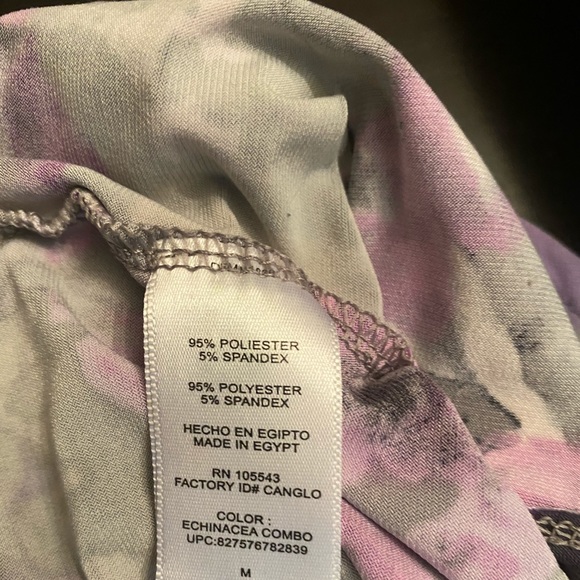 95% POLIESTER
5% SPANDEX
95% POLYESTER
5% SPANDEX
HECHO EN EGIPTO
MADE IN EGYPT
RN 105543
FACTORY ID# CANGLO
COLOR :
ECHINACEA COMBO
UPC:827576782839
M